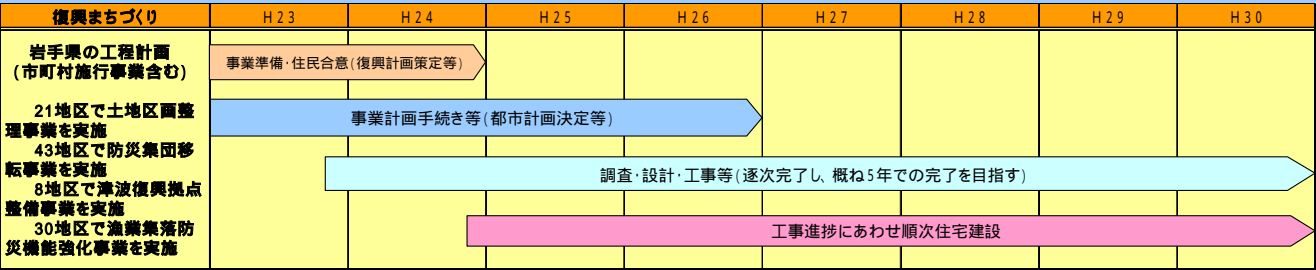 復興まちづくり H23 H24 H25 H26 H27 H28 H29 H30
岩手県の工程計画
(市町村施行事業含む)
事業準備・住民合意(復興計画策定等)
21地区で土地区画整
理事業を実施
事業計画手続き等(都市計画決定等)
43地区で防災集団移
転事業を実施
調査・設計・工事等(逐次完了し、概ね5年での完了を目指す)
8地区で津波復興拠点
整備事業を実施
30地区で漁業集落防
災機能強化事業を実施
工事進捗にあわせ順次住宅建設